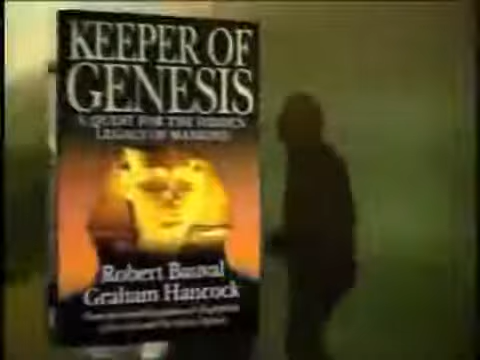 KEEPER OF
GENESIS
A QUEST FOR THE HIDDEN
LEGACY OF MANKIND
Robert Bauval
Graham Hancock